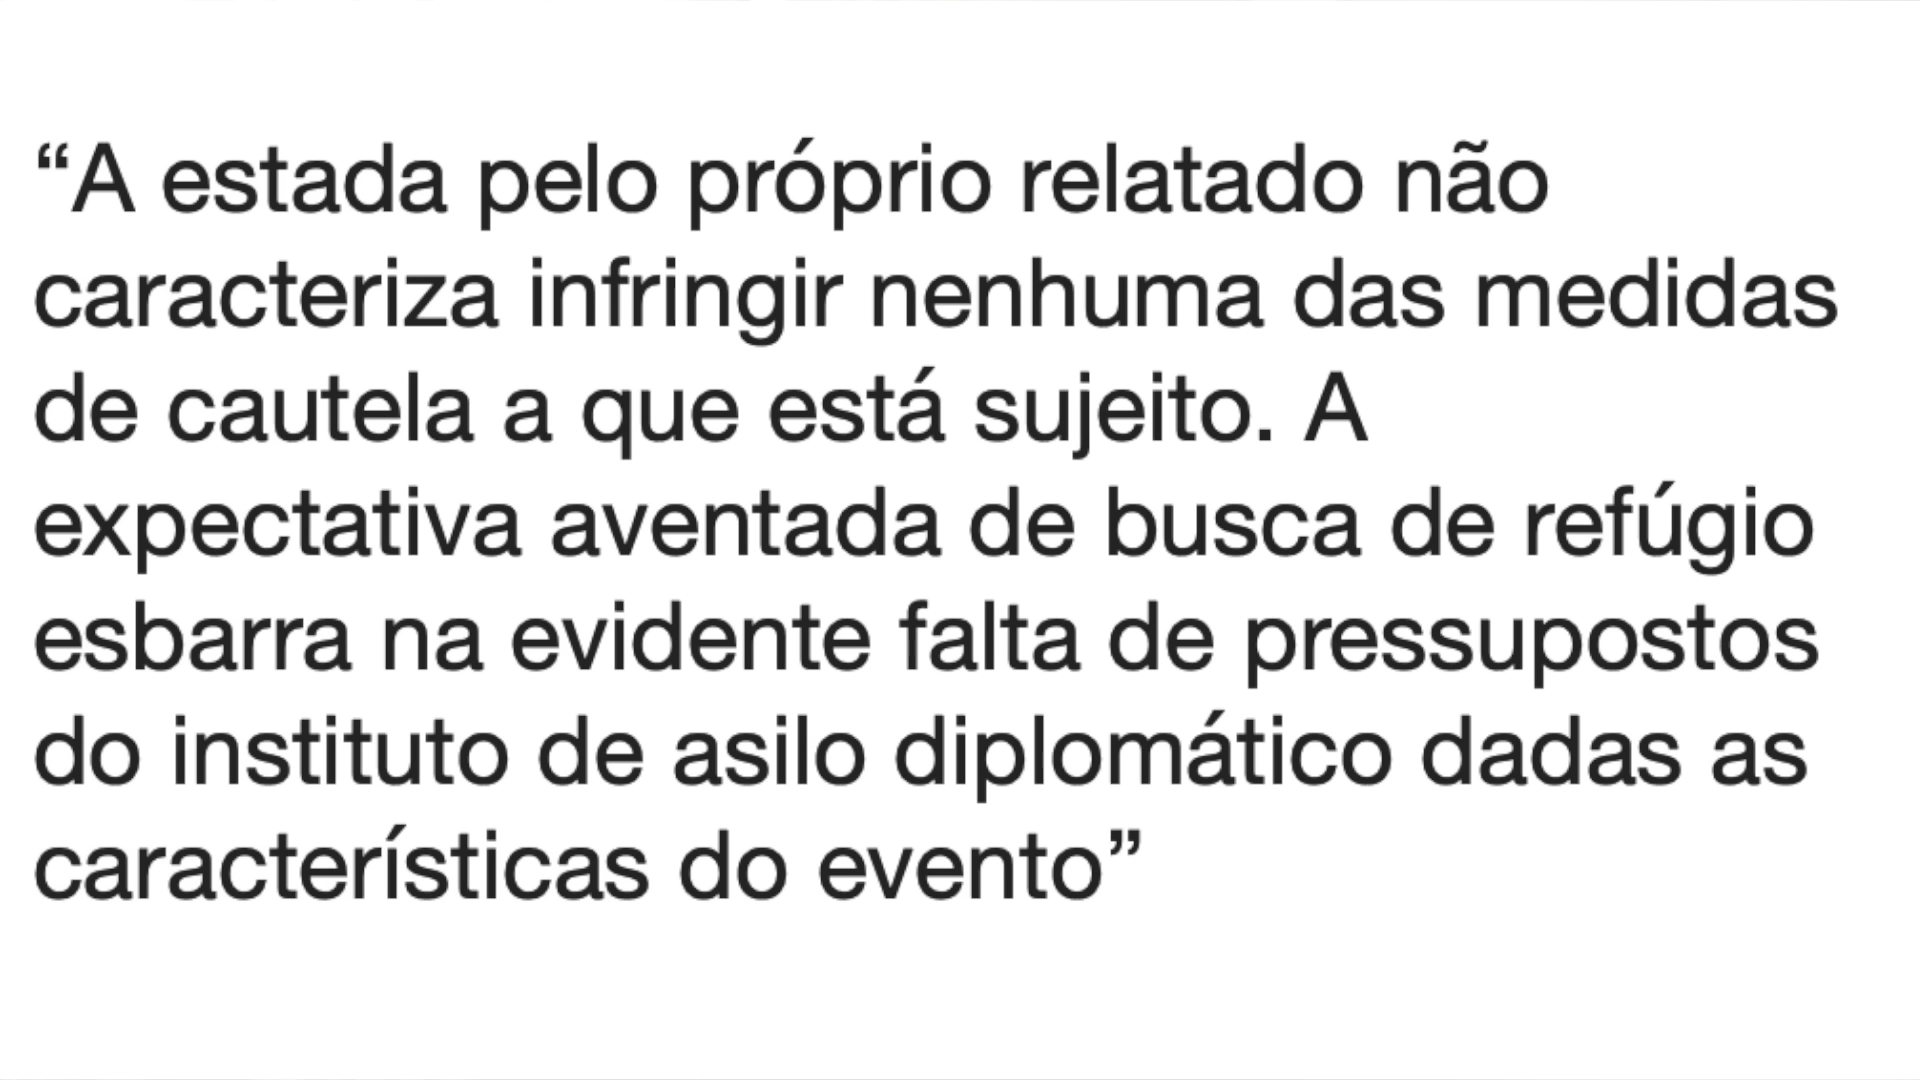 “A estada pelo próprio relatado não
caracteriza infringir nenhuma das medidas
de cautela a que está sujeito. A
expectativa aventada de busca de refúgio
esbarra na evidente falta de pressupostos
do instituto de asilo diplomático dadas as
características do evento”